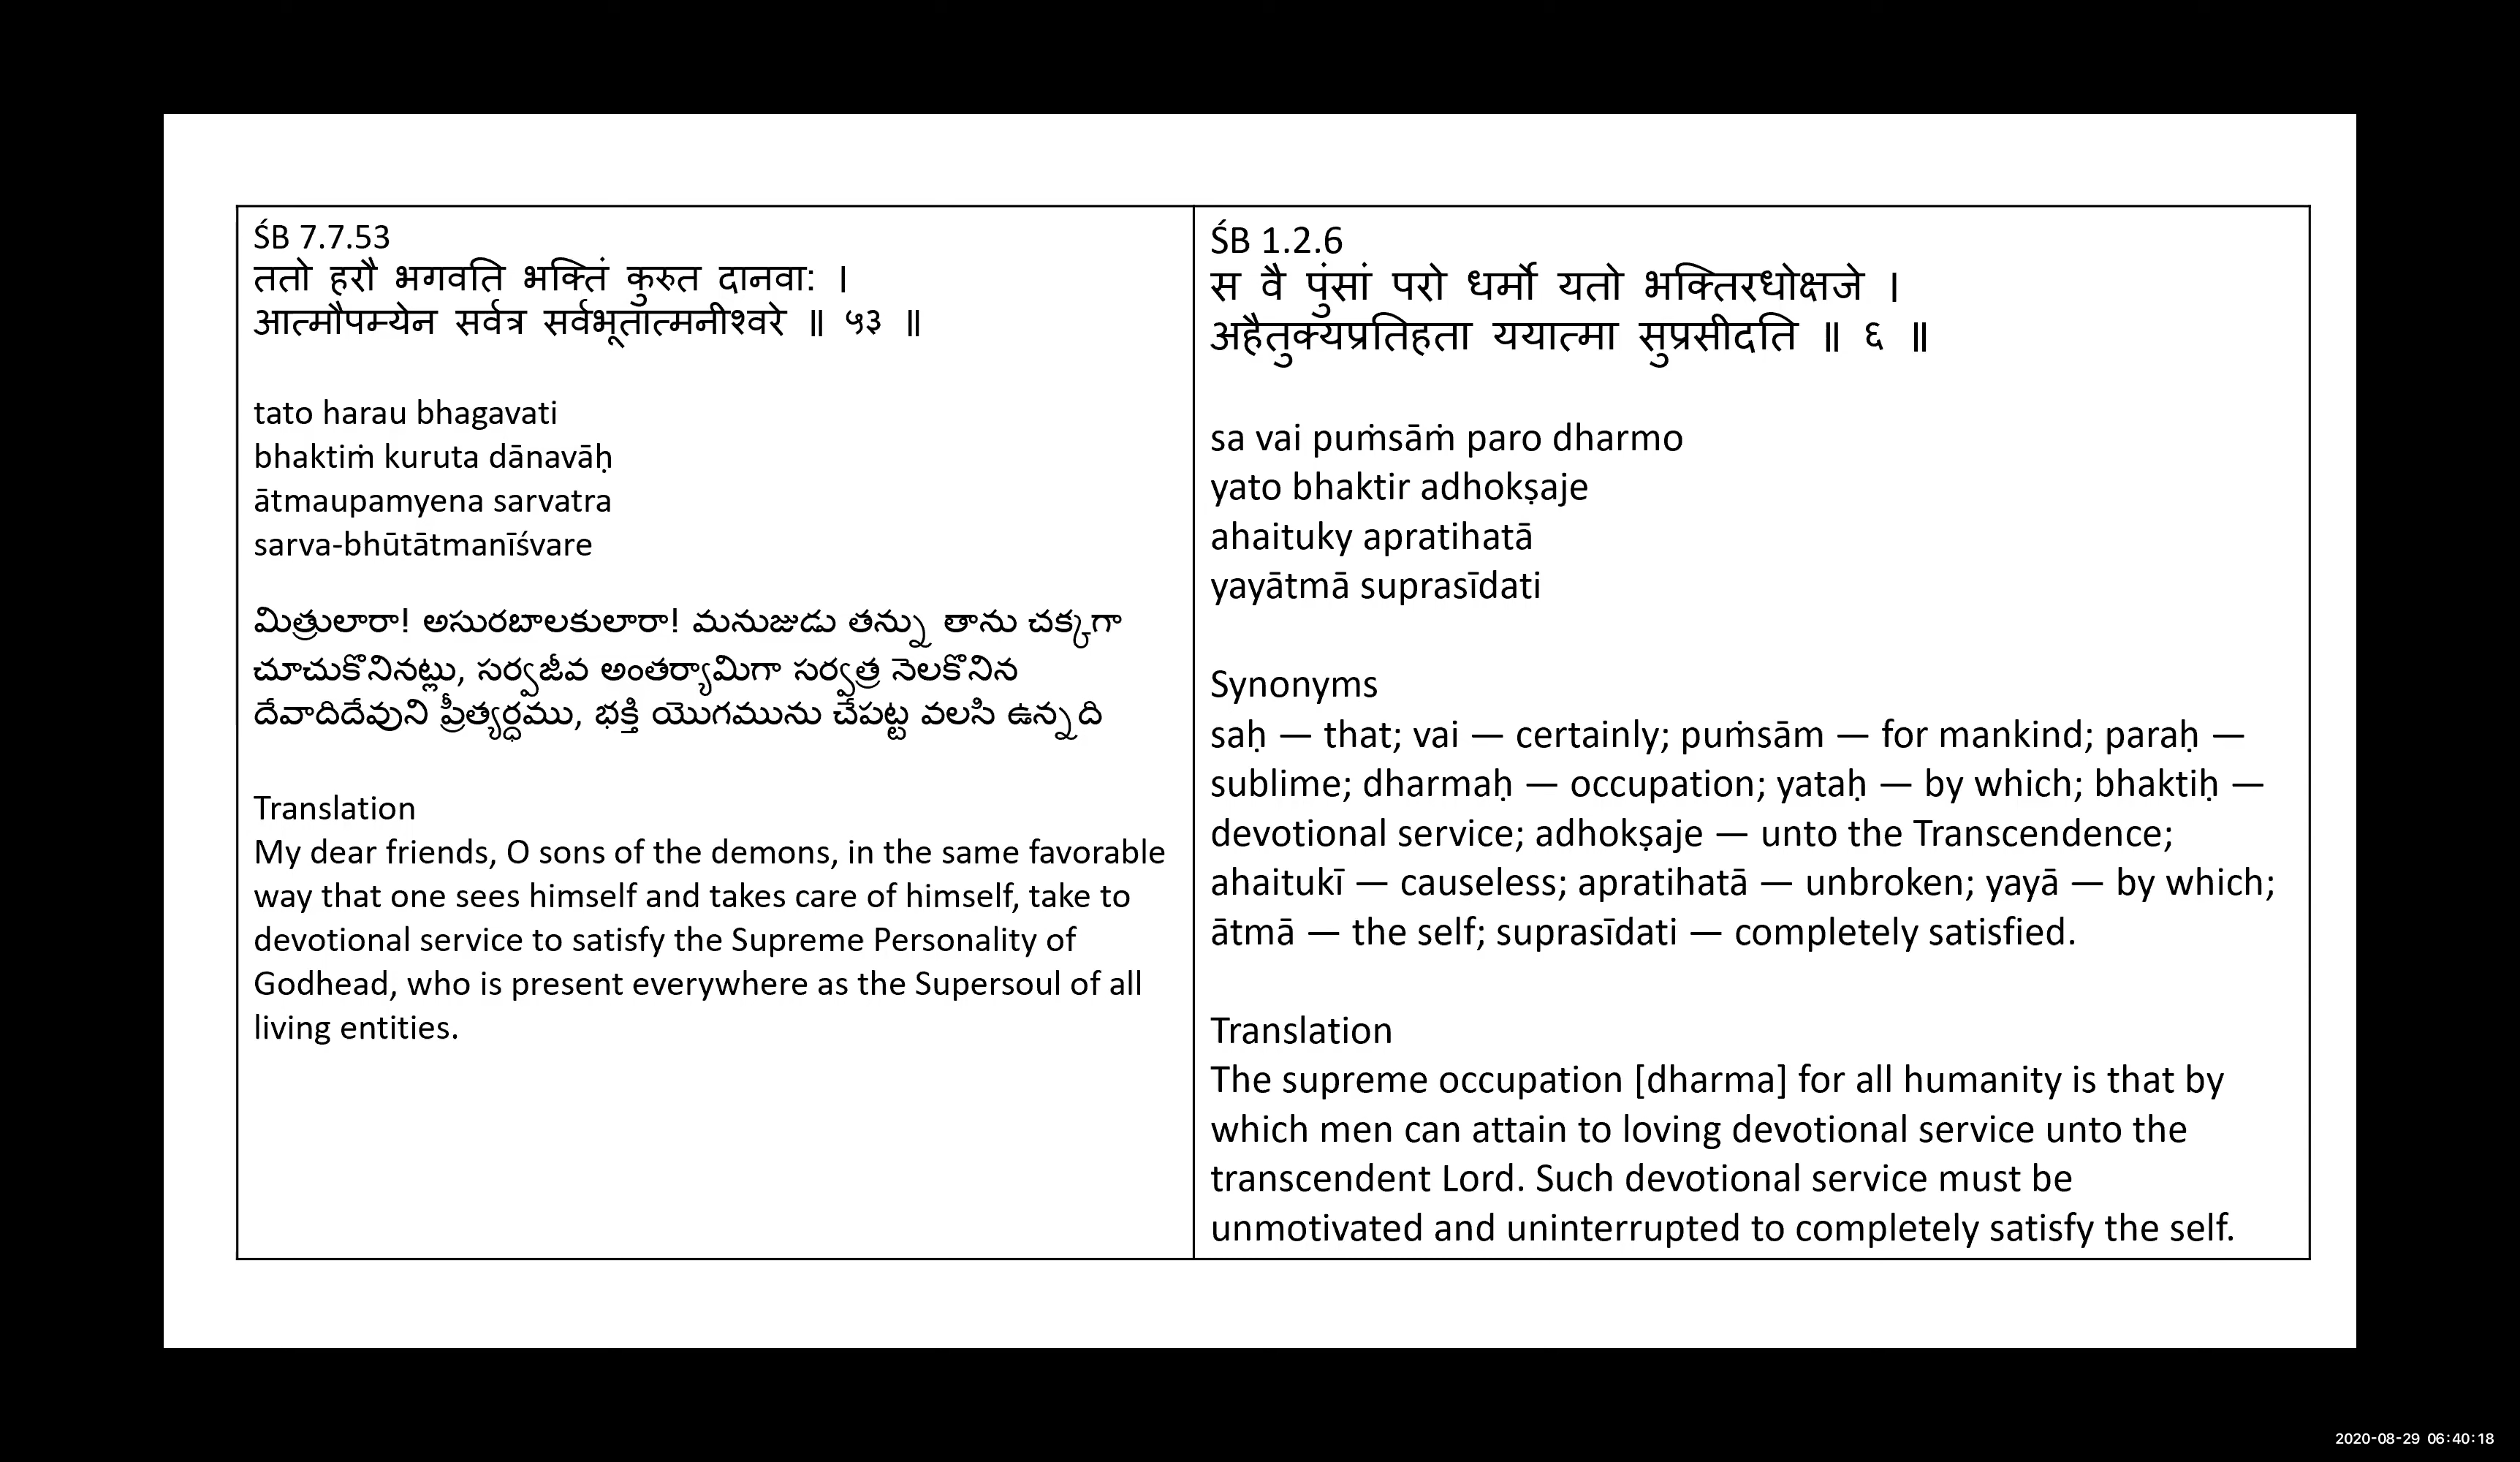 ŚB 7.7.53
ततो हरौ भगवति भक्तिं कुरुत दानवाः ।
आत्मौपम्येन सर्वत्र सर्वभूतात्मनीश्वरे ॥ ५३ ॥
tato harau bhagavati
bhaktiṁ kuruta dānavāḥ
ātmaupamyena sarvatra
sarva-bhūtātmanīśvare
మిత్రులారా! అసురబాలకులారా! మనుజుడు తన్ను తాను చక్కగా
చూచుకొనినట్లు, సర్వజీవ అంతర్యామిగా సర్వత్ర నెలకొనిన
దేవాదిదేవుని ప్రీత్యర్ధము, భక్తి యొగమును చేపట్ట వలసి ఉన్నది
Translation
My dear friends, O sons of the demons, in the same favorable
way that one sees himself and takes care of himself, take to
devotional service to satisfy the Supreme Personality of
Godhead, who is present everywhere as the Supersoul of all
living entities.
ŚB 1.2.6
स वै पुंसां परो धर्मो यतो भक्तिरधोक्षजे ।
अहैतुक्यप्रतिहता ययात्मा सुप्रसीदति ॥ ६ ॥
sa vai puṁsāṁ paro dharmo
yato bhaktir adhokṣaje
ahaituky apratihatā
yayātmā suprasīdati
Synonyms
saḥ — that; vai — certainly; puṁsām — for mankind; paraḥ —
sublime; dharmaḥ — occupation; yataḥ — by which; bhaktiḥ —
devotional service; adhokṣaje — unto the Transcendence;
ahaitukī — causeless; apratihatā — unbroken; yayā — by which;
ātmā — the self; suprasīdati — completely satisfied.
Translation
The supreme occupation [dharma] for all humanity is that by
which men can attain to loving devotional service unto the
transcendent Lord. Such devotional service must be
unmotivated and uninterrupted to completely satisfy the self.
2020-08-29 06:40:18